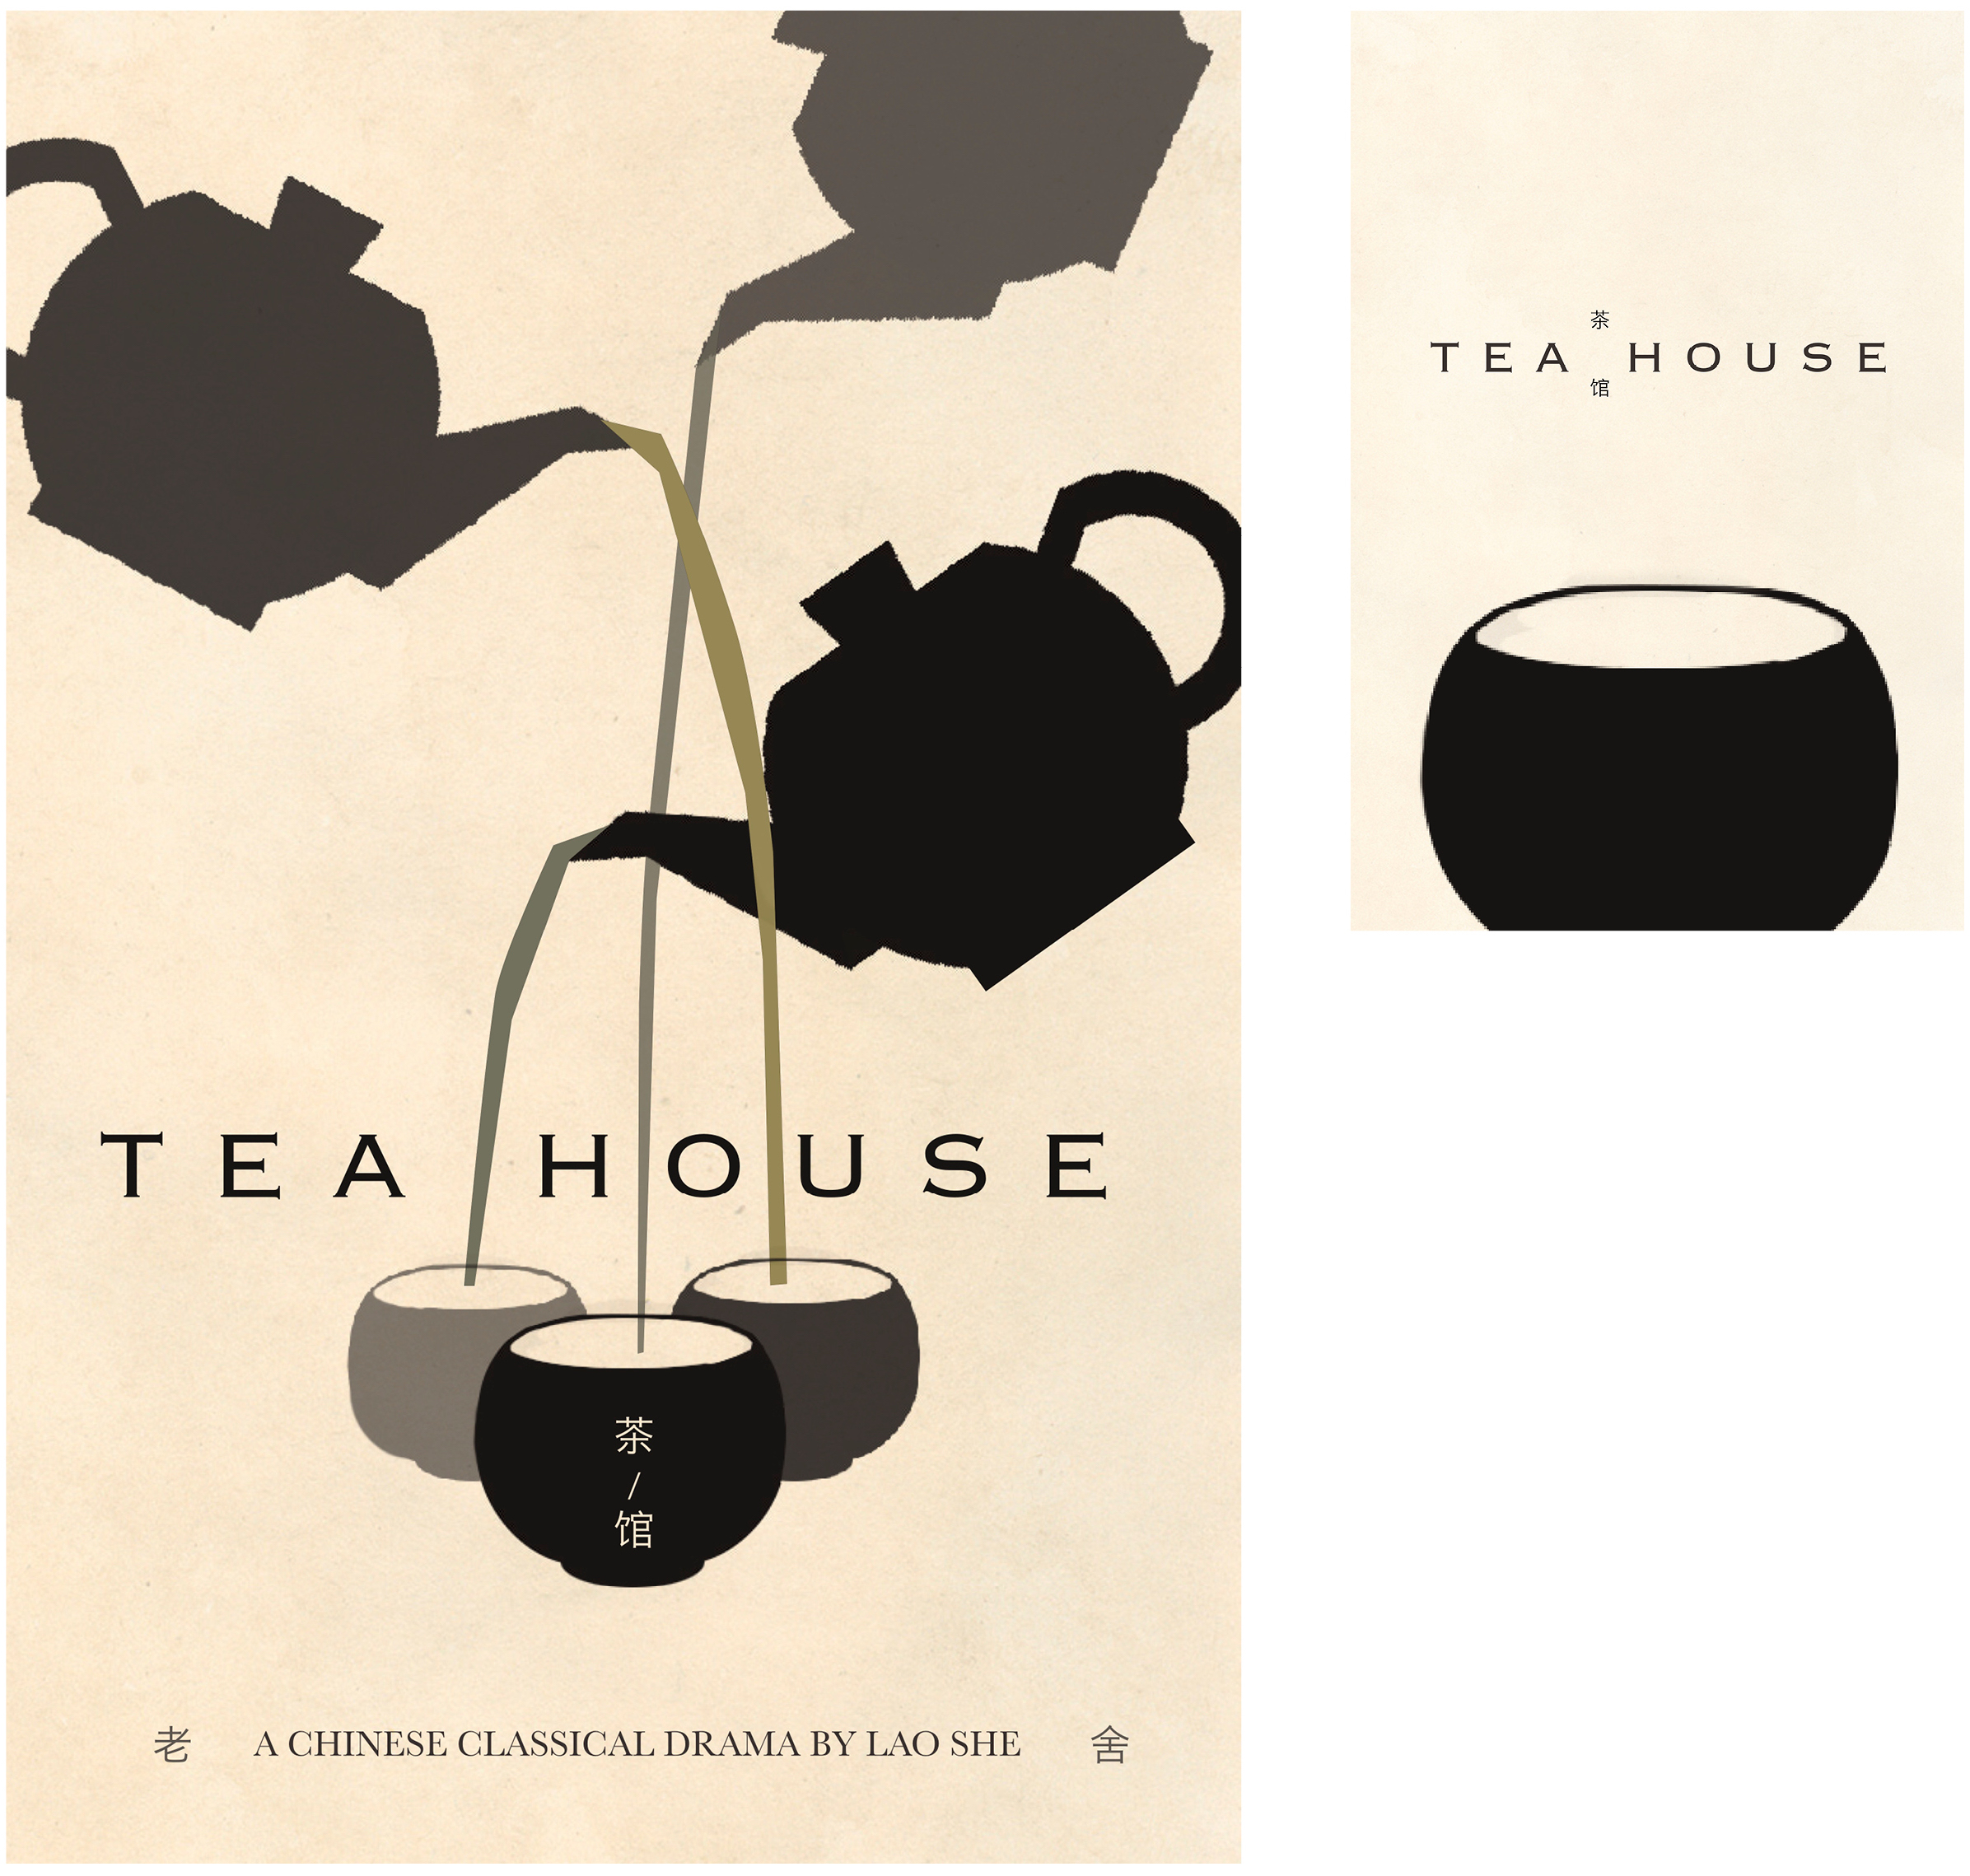 TEA HOUSE
茶
/
馆
老 A CHINESE CLASSICAL DRAMA BY LAO SHE 舍
茶
TEA HOUSE
馆